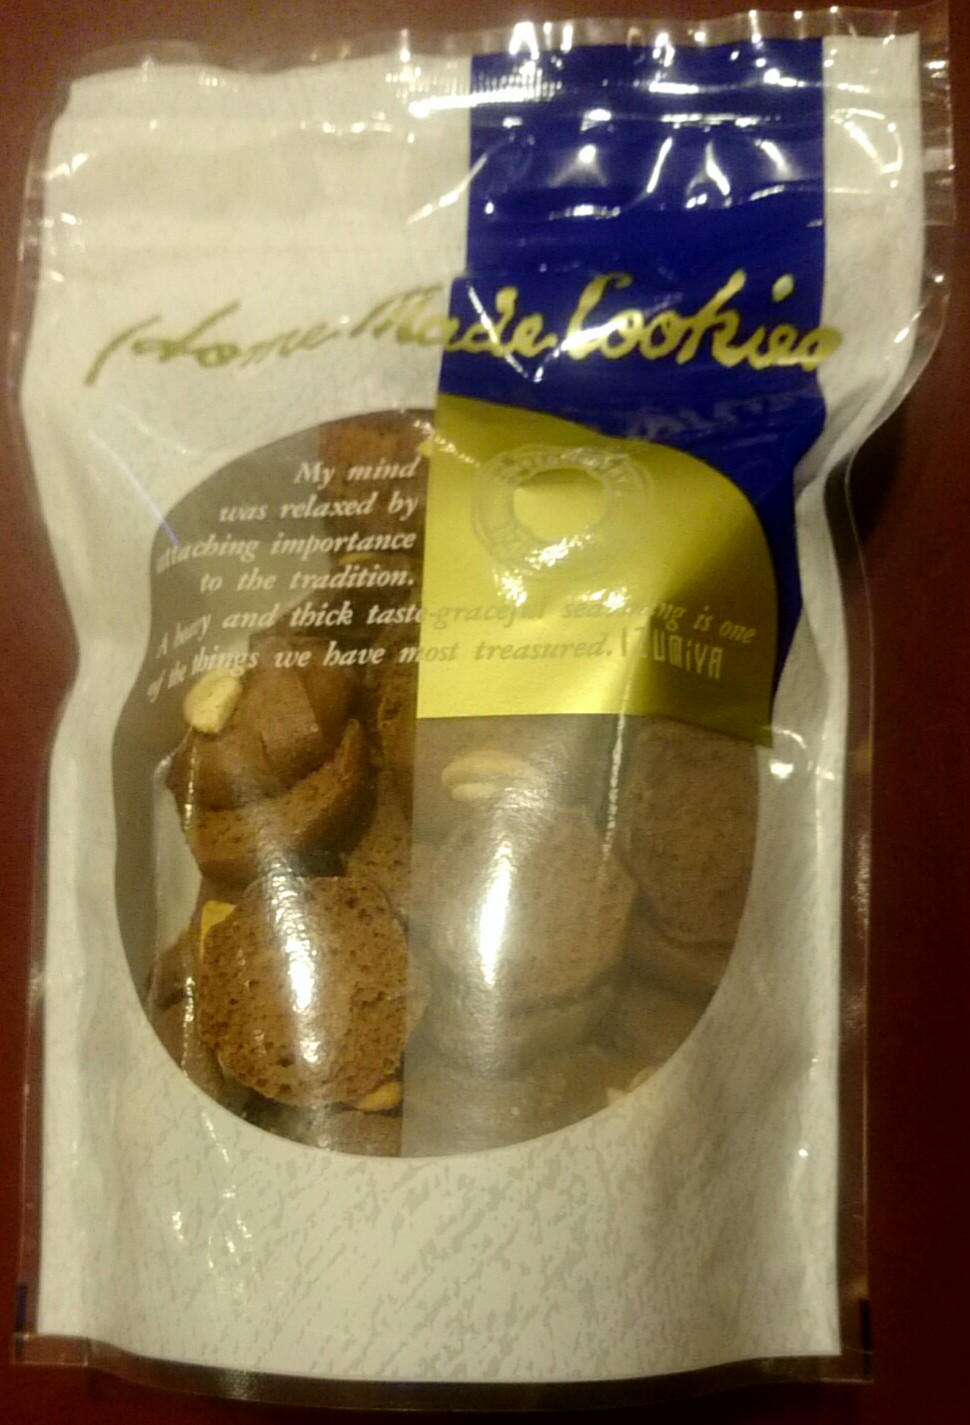 Home Made Cookies
My mind
was relaxed by
attaching importance
to the tradition.
A heavy and thick taste-graceful seasoning is one
of the things we have most treasured. IZUMIYA